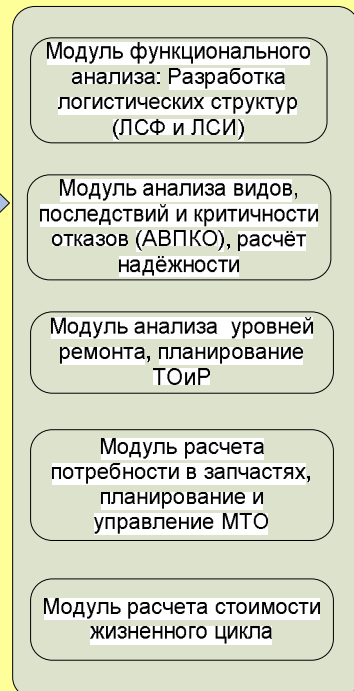 Модуль функционального
анализа: Разработка
логистических структур
(ЛСФ и ЛСИ)
Модуль анализа видов,
последствий и критичности
отказов (АВПКО), расчёт
надёжности
Модуль анализа уровней
ремонта, планирование
ТОиР
Модуль расчета
потребности в запчастях,
планирование и
управление МТО
Модуль расчета стоимости
жизненного цикла